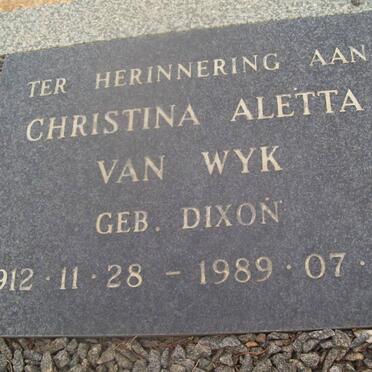 TER HERINNERING AAN
CHRISTINA ALETTA
VAN WYK
GEB. DIXON
912 · 11 · 28 – 1989 · 07 ·